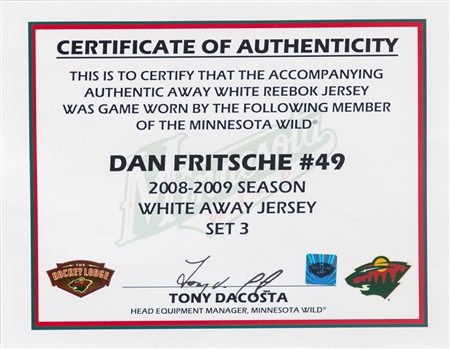 CERTIFICATE OF AUTHENTICITY
THIS IS TO CERTIFY THAT THE ACCOMPANYING
AUTHENTIC AWAY WHITE REEBOK JERSEY
WAS GAME WORN BY THE FOLLOWING MEMBER
OF THE MINNESOTA WILD®
DAN FRITSCHE #49
2008-2009 SEASON
WHITE AWAY JERSEY
SET 3
Minnesota
THE
HOCKEY LODGE
TONY DACOSTA
HEAD EQUIPMENT MANAGER, MINNESOTA WILD®